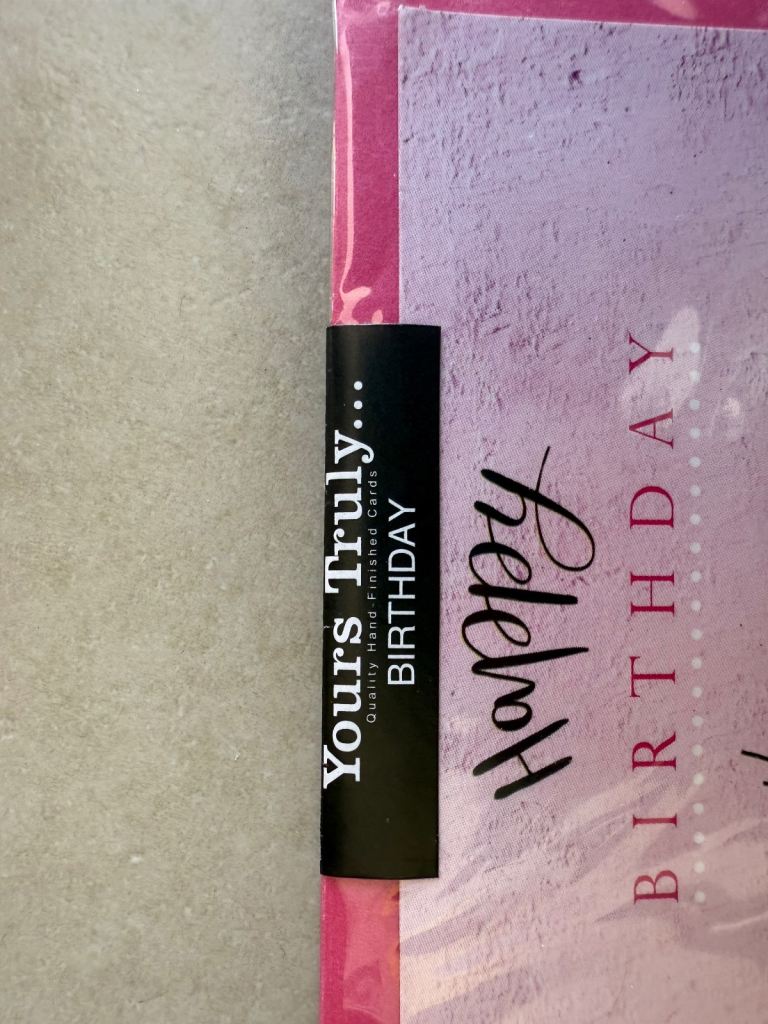 Yours Truly...
Quality Hand-Finished Cards
BIRTHDAY
Happy
BIRTHDAY